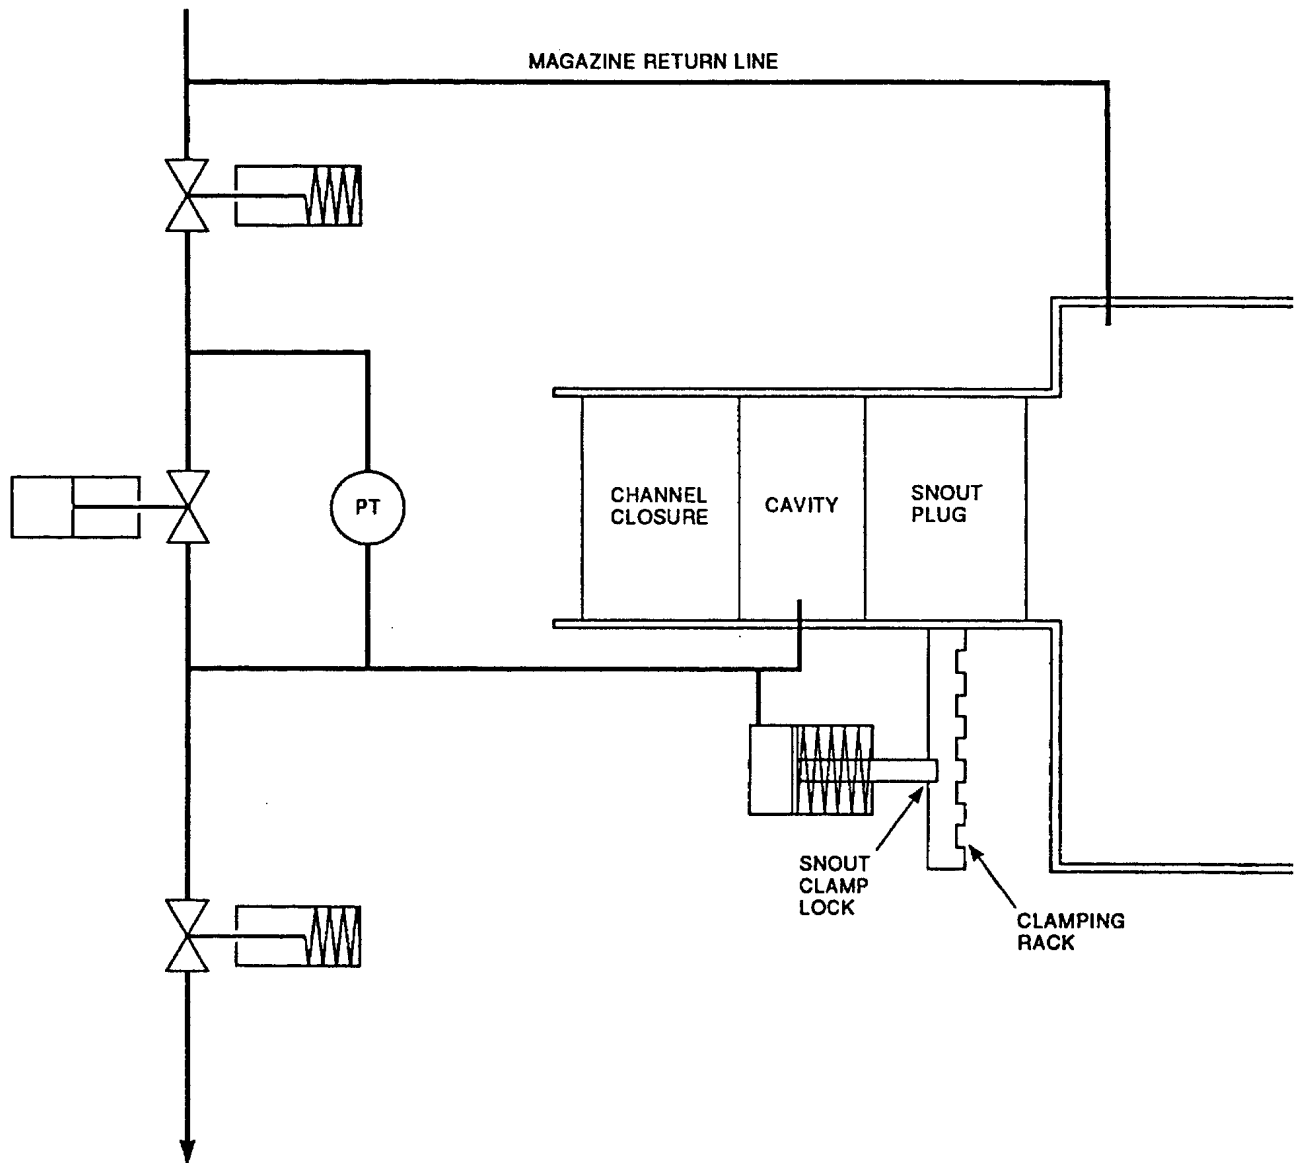 MAGAZINE RETURN LINE
PT
CHANNEL
CLOSURE
CAVITY
SNOUT
PLUG
SNOUT
CLAMP
LOCK
CLAMPING
RACK